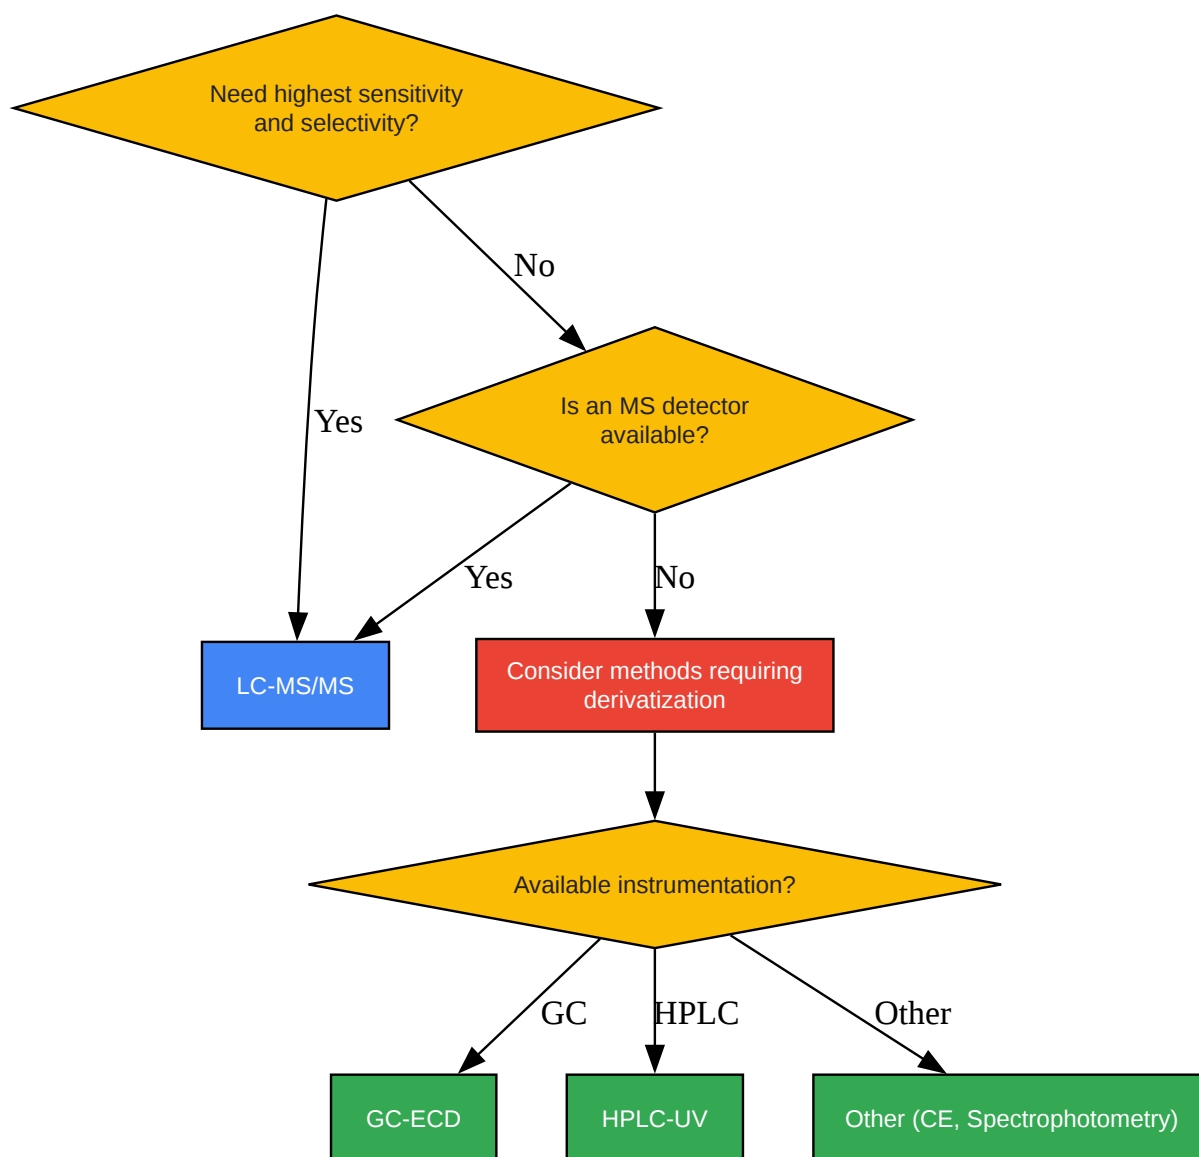 Need highest sensitivity
and selectivity?
No
Yes
Is an MS detector
available?
Yes
No
LC-MS/MS
Consider methods requiring
derivatization
Available instrumentation?
GC
HPLC
Other
GC-ECD
HPLC-UV
Other (CE, Spectrophotometry)